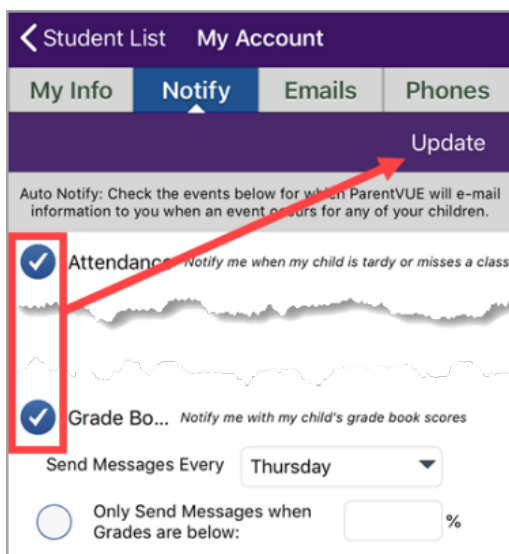 Student List My Account
My Info Notify Emails Phones
Update
Auto Notify: Check the events below for which ParentVUE will e-mail
information to you when an event occurs for any of your children.
Attendance Notify me when my child is tardy or misses a class
Grade Bo... Notify me with my child's grade book scores
Send Messages Every Thursday
Only Send Messages when
Grades are below: %